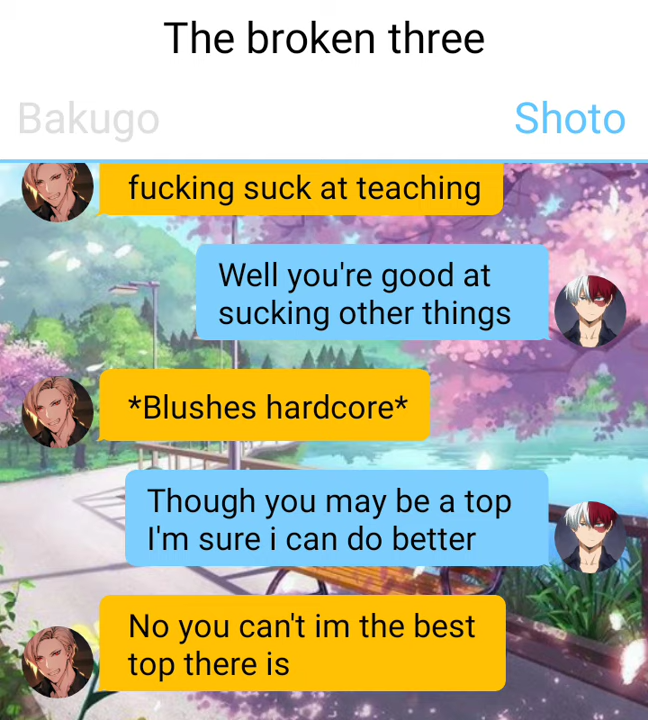 The broken three
Bakugo
Shoto
fucking suck at teaching
Well you're good at
sucking other things
*Blushes hardcore*
Though you may be a top
I'm sure i can do better
No you can't im the best
top there is